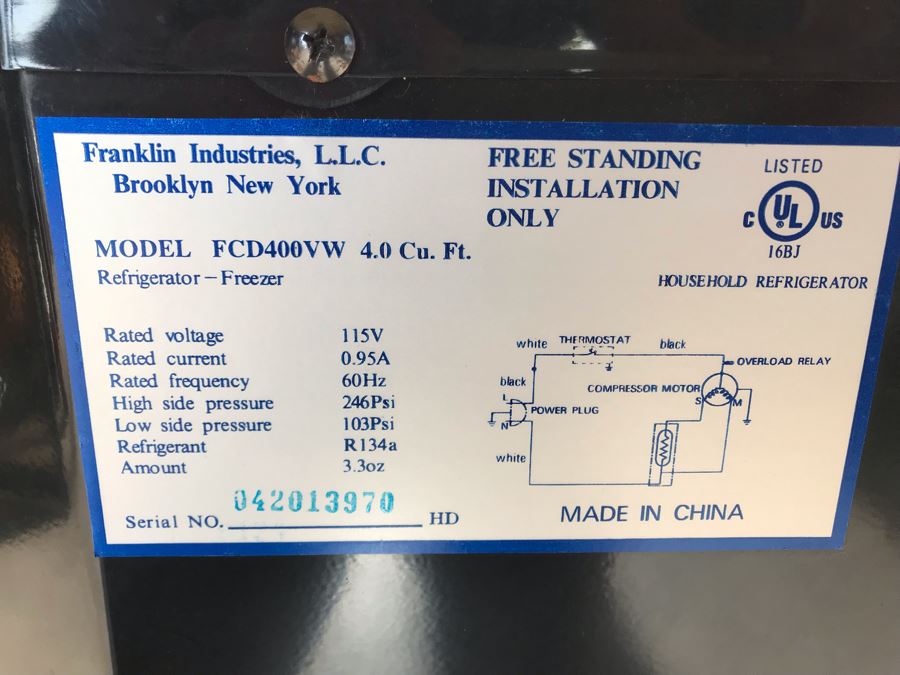 Franklin Industries, L.L.C.
Brooklyn New York
FREE STANDING
INSTALLATION
ONLY
LISTED
C UL US
®
16BJ
HOUSEHOLD REFRIGERATOR
MODEL FCD400VW 4.0 Cu. Ft.
Refrigerator-Freezer
Rated voltage 115V
Rated current 0.95A
Rated frequency 60Hz
High side pressure 246Psi
Low side pressure 103Psi
Refrigerant R134a
Amount 3.3oz
Serial NO. 042013970 HD
white THERMOSTAT black
OVERLOAD RELAY
black
COMPRESSOR MOTOR
S M
L
POWER PLUG
N
white
MADE IN CHINA